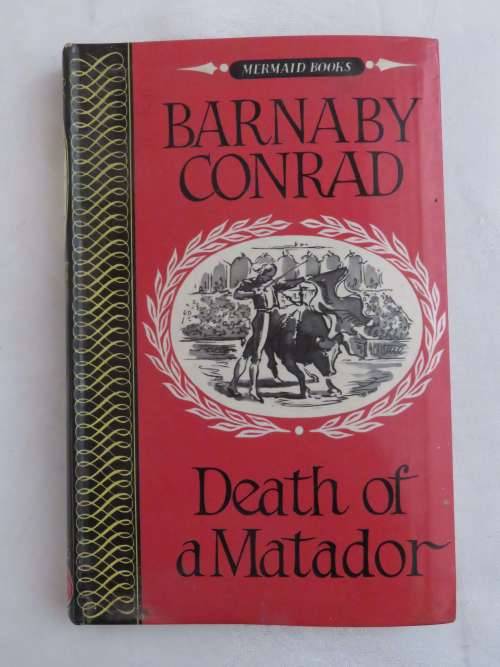 MERMAID BOOKS
BARNABY
CONRAD
Death of
a Matador